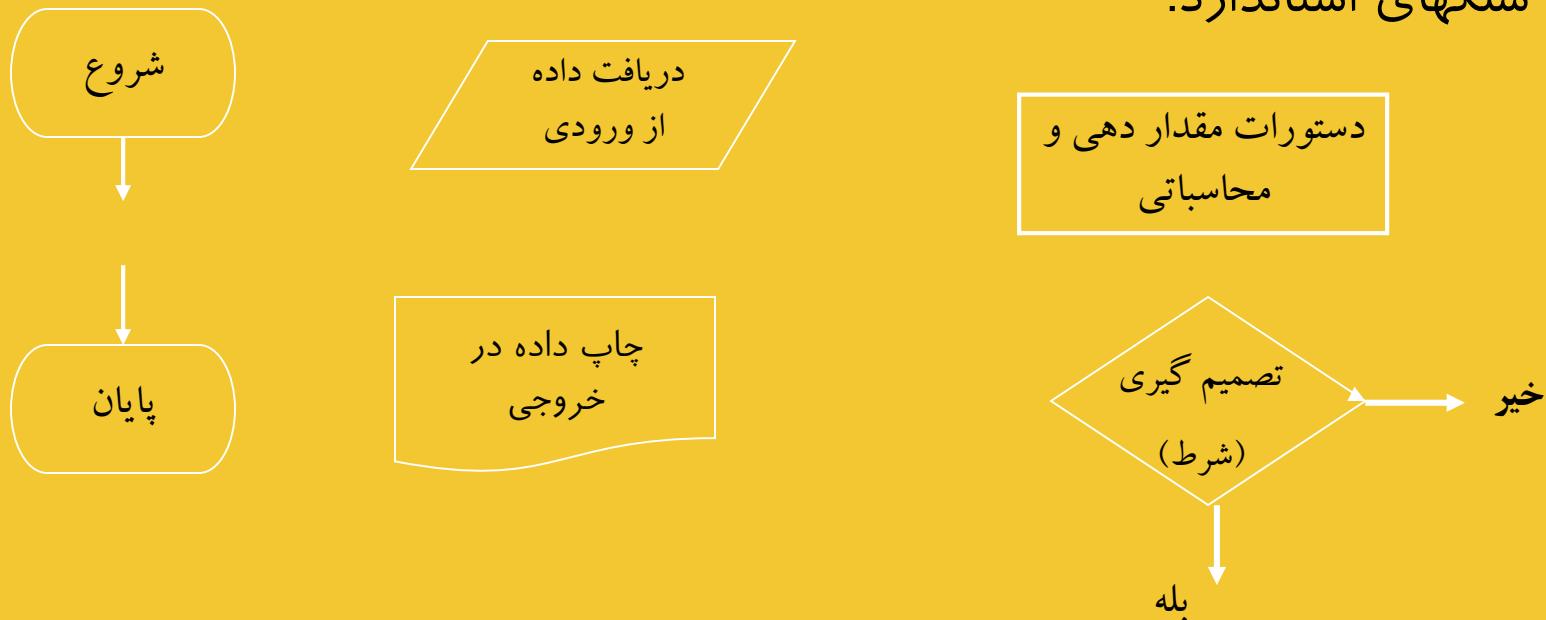 شروع
دریافت داده
از ورودی
دستورات مقدار دهی و
محاسباتی
چاپ داده در
خروجی
پایان
تصمیم گیری
(شرط)
خیر
بله